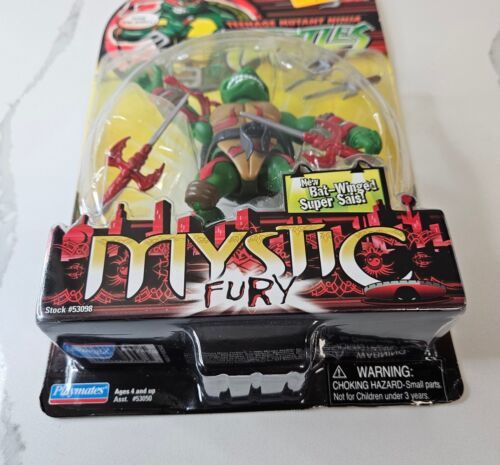 TEENAGE MUTANT NINJA
TURTLES
New
Bat-Winged
Super Sais!
MYSTIC
FURY
Stock #53098
Playmates
Ages 4 and up
Asst. #53050
WARNING:
CHOKING HAZARD-Small parts.
Not for Children under 3 years.